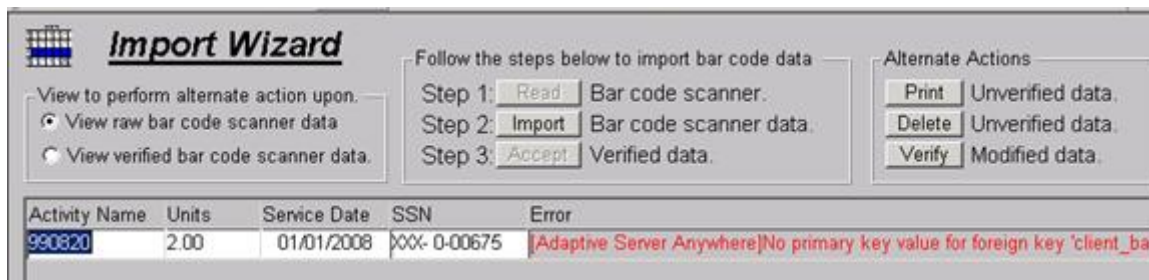 Import Wizard
View to perform alternate action upon.
View raw bar code scanner data
View verified bar code scanner data.
Follow the steps below to import bar code data
Step 1: Read Bar code scanner.
Step 2: Import Bar code scanner data.
Step 3: Accept Verified data.
Alternate Actions
Print Unverified data.
Delete Unverified data.
Verify Modified data.
Activity Name Units Service Date SSN Error
990820 2.00 01/01/2008 XXX- 0-00675 [Adaptive Server Anywhere]No primary key value for foreign key 'client_ba